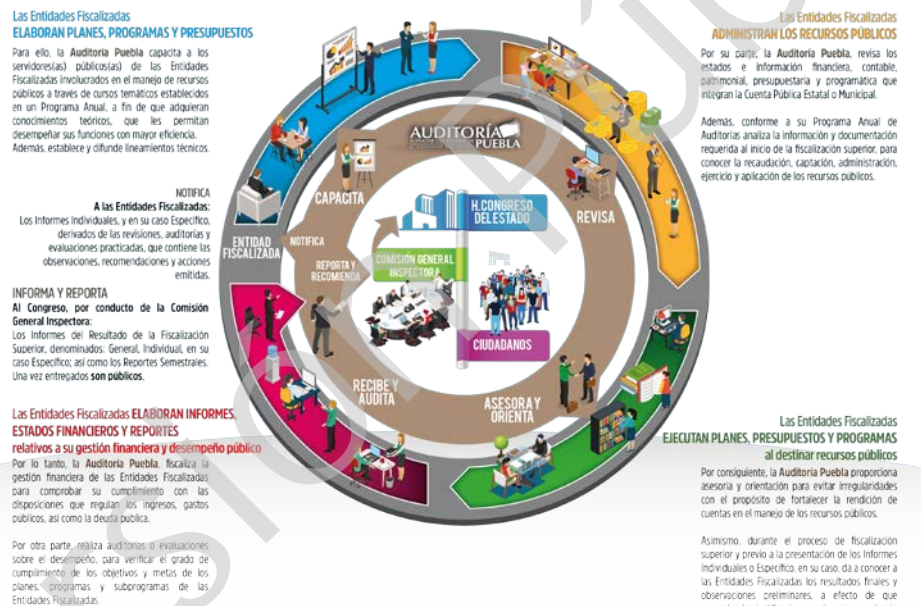 Las Entidades Fiscalizadas
ELABORAN PLANES, PROGRAMAS Y PRESUPUESTOS
Para ello, la Auditoría Puebla capacita a los
servidores(as) públicos(as) de las Entidades
Fiscalizadas involucrados en el manejo de recursos
públicos a través de cursos temáticos establecidos
en un Programa Anual, a fin de que adquieran
conocimientos teóricos, que les permitan
desempeñar sus funciones con mayor eficiencia.
Además, establece y difunde lineamientos técnicos.
NOTIFICA
A las Entidades Fiscalizadas:
Los Informes Individuales, y en su caso Específico,
derivados de las revisiones, auditorías y
evaluaciones practicadas, que contiene las
observaciones, recomendaciones y acciones
emitidas.
INFORMA Y REPORTA
Al Congreso, por conducto de la Comisión
General Inspectora:
Los Informes del Resultado de la Fiscalización
Superior, denominados: General, Individual, en su
caso Específico; así como los Reportes Semestrales.
Una vez entregados son públicos.
Las Entidades Fiscalizadas ELABORAN INFORMES,
ESTADOS FINANCIEROS Y REPORTES
relativos a su gestión financiera y desempeño público
Por lo tanto, la Auditoría Puebla, fiscaliza la
gestión financiera de las Entidades Fiscalizadas
para comprobar su cumplimiento con las
disposiciones que regulan los ingresos, gastos
públicos, así como la deuda pública.
Por otra parte, realiza auditorías o evaluaciones
sobre el desempeño, para verificar el grado de
cumplimiento de los objetivos y metas de los
planes, programas y subprogramas de las
Entidades Fiscalizadas.
AUDITORÍA
PUEBLA
CAPACITA
REVISA
H. CONGRESO
DEL ESTADO
ENTIDAD
FISCALIZADA
NOTIFICA
REPORTA Y
RECOMIENDA
COMISIÓN GENERAL
INSPECTORA
CIUDADANOS
RECIBE Y
AUDITA
ASESORA Y
ORIENTA
Las Entidades Fiscalizadas
ADMINISTRAN LOS RECURSOS PÚBLICOS
Por su parte, la Auditoría Puebla, revisa los
estados e información financiera, contable,
patrimonial, presupuestaria y programática que
integran la Cuenta Pública Estatal o Municipal.
Además, conforme a su Programa Anual de
Auditorías analiza la información y documentación
requerida al inicio de la fiscalización superior, para
conocer la recaudación, captación, administración,
ejercicio y aplicación de los recursos públicos.
Las Entidades Fiscalizadas
EJECUTAN PLANES, PRESUPUESTOS Y PROGRAMAS
al destinar recursos públicos
Por consiguiente, la Auditoría Puebla proporciona
asesoría y orientación para evitar irregularidades
con el propósito de fortalecer la rendición de
cuentas en el manejo de los recursos públicos.
Asimismo, durante el proceso de fiscalización
superior y previo a la presentación de los Informes
Individuales o Específico, en su caso, da a conocer a
las Entidades Fiscalizadas los resultados finales y
observaciones preliminares, a efecto de que